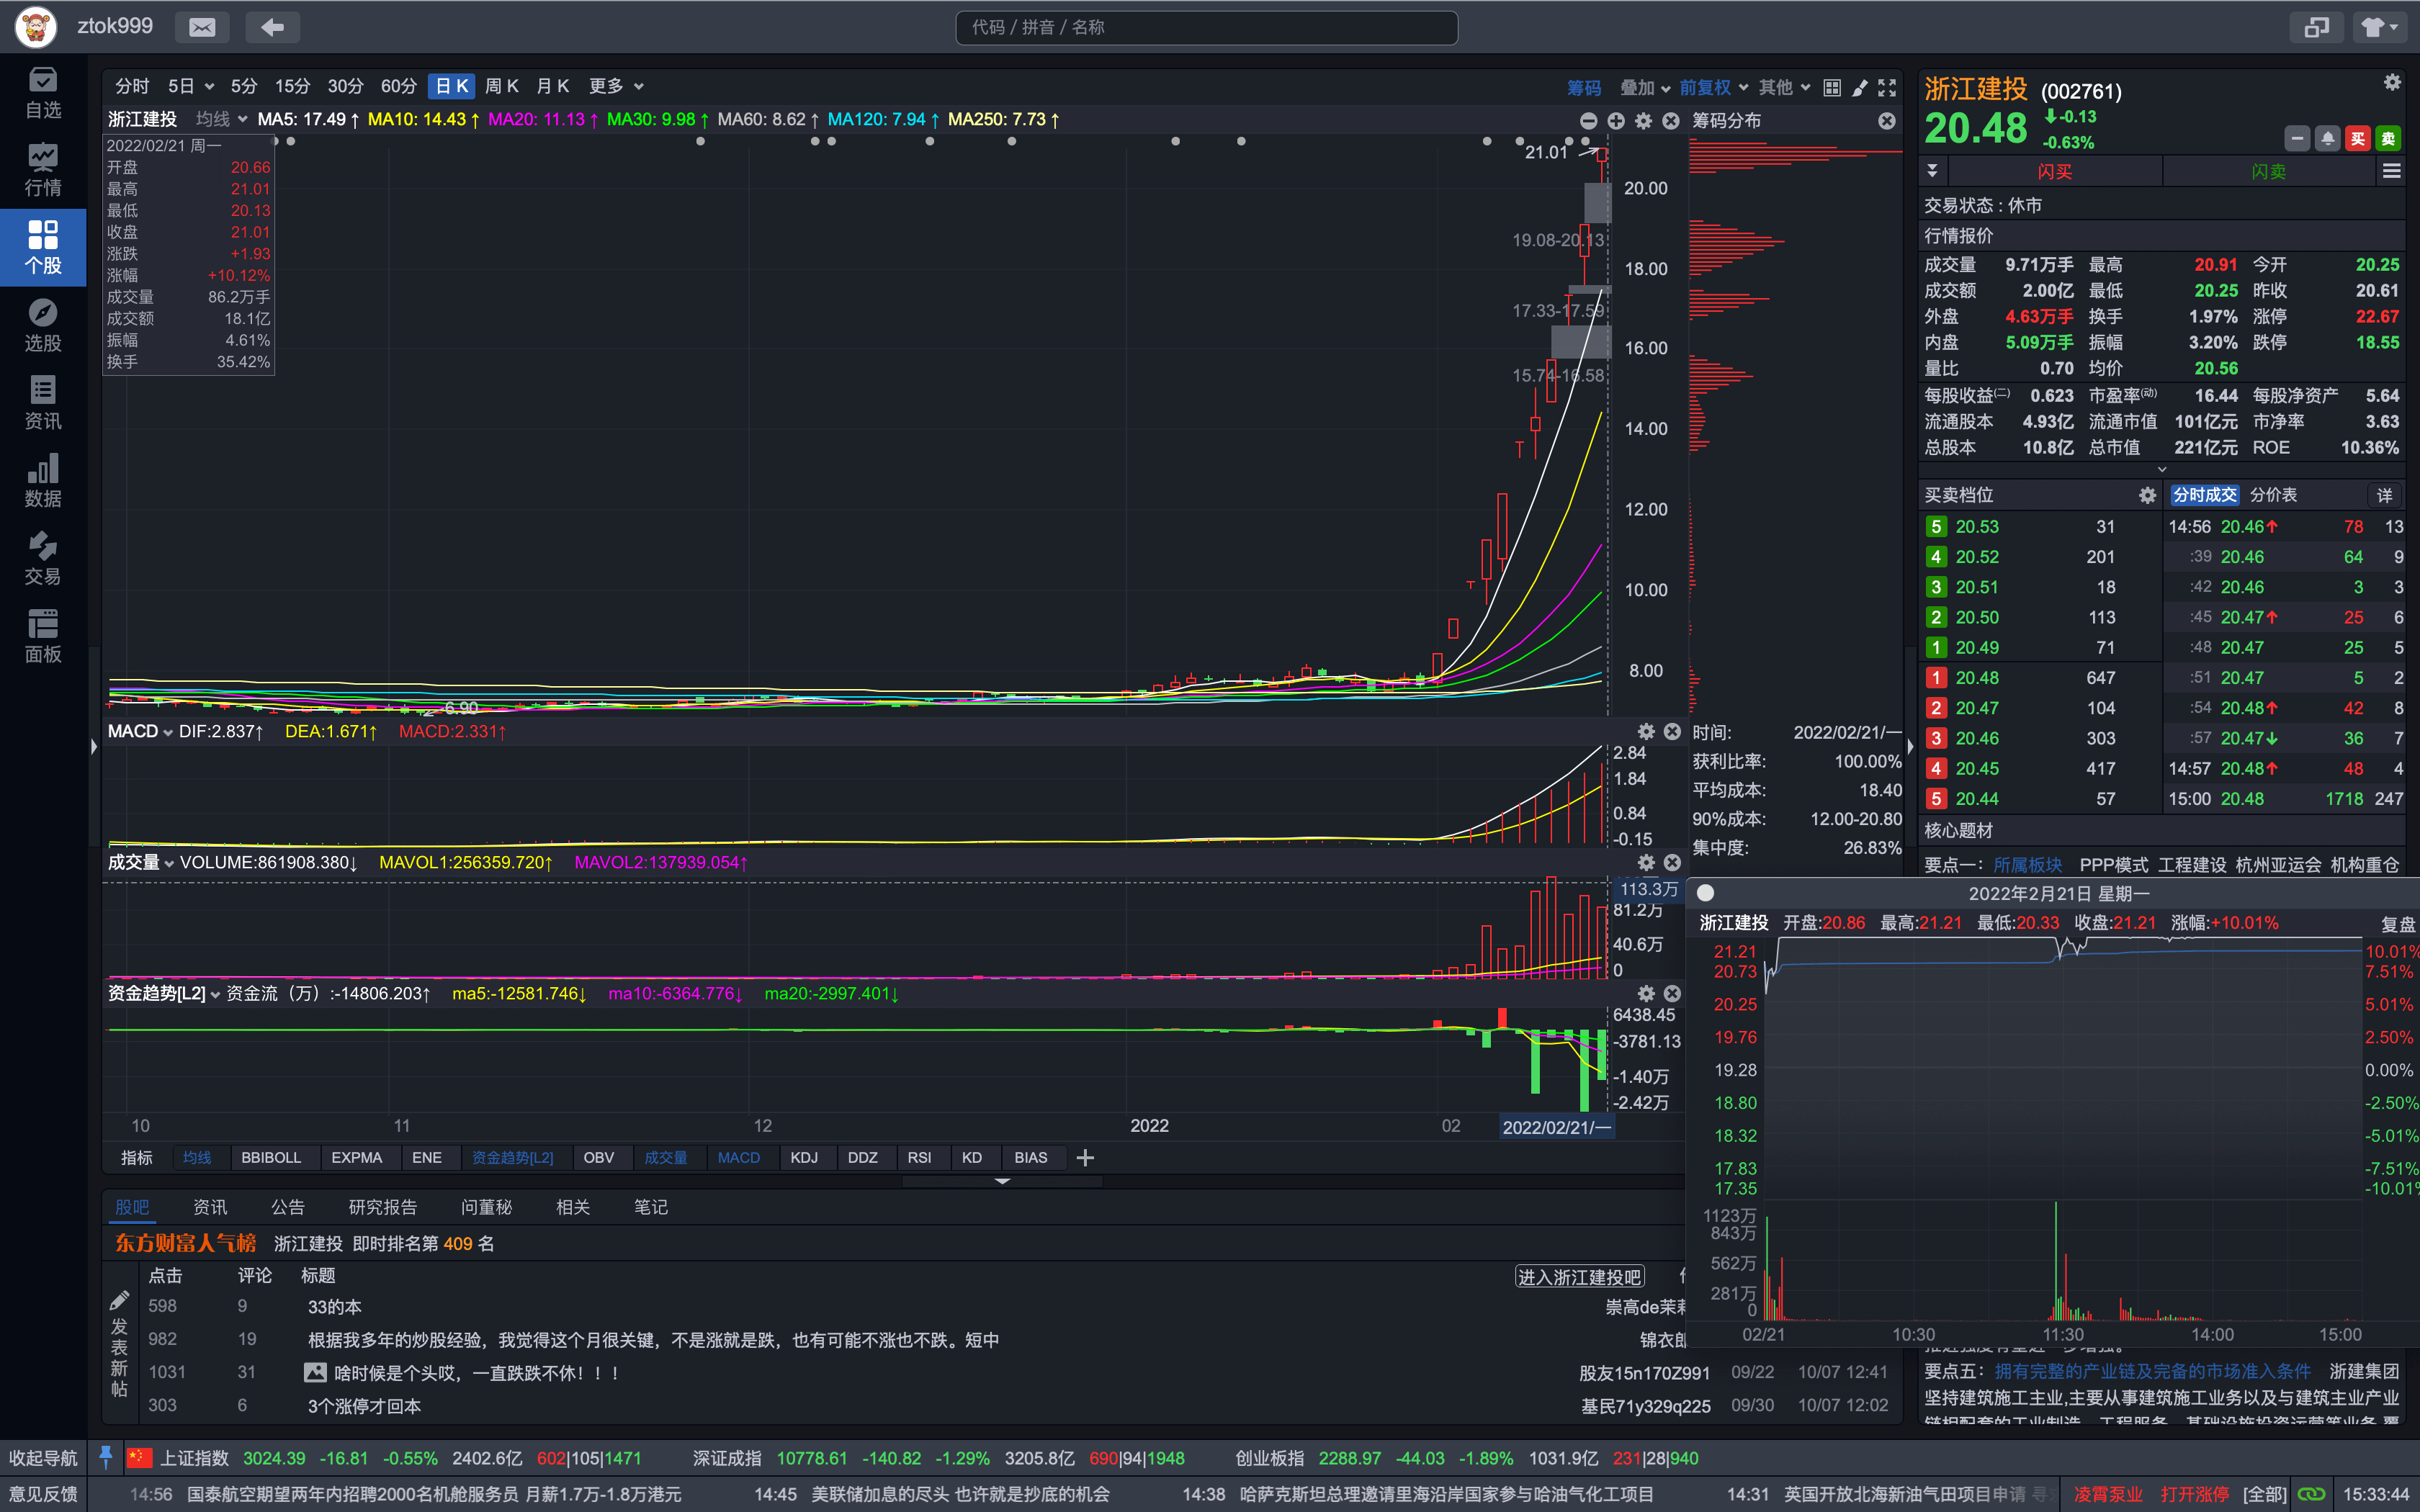 ztok999
代码 / 拼音 / 名称
自选
行情
个股
选股
资讯
数据
交易
面板
分时 5日 5分 15分 30分 60分 日K 周K 月K 更多
筹码 叠加 前复权 其他
浙江建投 均线 MA5: 17.49↑ MA10: 14.43↑ MA20: 11.13↑ MA30: 9.98↑ MA60: 8.62↑ MA120: 7.94↑ MA250: 7.73↑
筹码分布
2022/02/21 周一
开盘 20.66
最高 21.01
最低 20.13
收盘 21.01
涨跌 +1.93
涨幅 +10.12%
成交量 86.2万手
成交额 18.1亿
振幅 4.61%
换手 35.42%
21.01
20.00
19.08-20.13
18.00
17.33-17.59
16.00
15.74-16.58
14.00
12.00
10.00
8.00
6.90
MACD DIF:2.837↑ DEA:1.671↑ MACD:2.331↑
2.84
1.84
0.84
-0.15
时间: 2022/02/21/一
获利比率: 100.00%
平均成本: 18.40
90%成本: 12.00-20.80
集中度: 26.83%
成交量 VOLUME:861908.380↓ MAVOL1:256359.720↑ MAVOL2:137939.054↑
113.3万
81.2万
40.6万
0
资金趋势[L2] 资金流（万）:-14806.203↑ ma5:-12581.746↓ ma10:-6364.776↓ ma20:-2997.401↓
6438.45
-3781.13
-1.40万
-2.42万
10 11 12 2022 02 2022/02/21/一
指标 均线 BBIBOLL EXPMA ENE 资金趋势[L2] OBV 成交量 MACD KDJ DDZ RSI KD BIAS
股吧 资讯 公告 研究报告 问董秘 相关 笔记
东方财富人气榜 浙江建投 即时排名第 409 名
点击 评论 标题 进入浙江建投吧
598 9 33的本 崇高de茉
982 19 根据我多年的炒股经验，我觉得这个月很关键，不是涨就是跌，也有可能不涨也不跌。短中 锦衣郎
1031 31 啥时候是个头哎，一直跌跌不休！！！ 股友15n170Z991 09/22 10/07 12:41
303 6 3个涨停才回本 基民71y329q225 09/30 10/07 12:02
发表新帖
浙江建投 (002761)
20.48 -0.13
-0.63%
买 卖
闪买 闪卖
交易状态 : 休市
行情报价
成交量 9.71万手 最高 20.91 今开 20.25
成交额 2.00亿 最低 20.25 昨收 20.61
外盘 4.63万手 换手 1.97% 涨停 22.67
内盘 5.09万手 振幅 3.20% 跌停 18.55
量比 0.70 均价 20.56
每股收益(二) 0.623 市盈率(动) 16.44 每股净资产 5.64
流通股本 4.93亿 流通市值 101亿元 市净率 3.63
总股本 10.8亿 总市值 221亿元 ROE 10.36%
买卖档位 分时成交 分价表 详
5 20.53 31 14:56 20.46↑ 78 13
4 20.52 201 :39 20.46 64 9
3 20.51 18 :42 20.46 3 3
2 20.50 113 :45 20.47↑ 25 6
1 20.49 71 :48 20.47 25 5
1 20.48 647 :51 20.47 5 2
2 20.47 104 :54 20.48↑ 42 8
3 20.46 303 :57 20.47↓ 36 7
4 20.45 417 14:57 20.48↑ 48 4
5 20.44 57 15:00 20.48 1718 247
核心题材
要点一: 所属板块 PPP模式 工程建设 杭州亚运会 机构重仓
2022年2月21日 星期一
浙江建投 开盘:20.86 最高:21.21 最低:20.33 收盘:21.21 涨幅:+10.01% 复盘
21.21 10.01%
20.73 7.51%
20.25 5.01%
19.76 2.50%
19.28 0.00%
18.80 -2.50%
18.32 -5.01%
17.83 -7.51%
17.35 -10.01%
1123万
843万
562万
281万
0
02/21 10:30 11:30 14:00 15:00
要点五: 拥有完整的产业链及完备的市场准入条件 浙建集团
坚持建筑施工主业,主要从事建筑施工业务以及与建筑主业产业
收起导航 上证指数 3024.39 -16.81 -0.55% 2402.6亿 602|105|1471 深证成指 10778.61 -140.82 -1.29% 3205.8亿 690|94|1948 创业板指 2288.97 -44.03 -1.89% 1031.9亿 231|28|940
意见反馈 14:56 国泰航空期望两年内招聘2000名机舱服务员 月薪1.7万-1.8万港元 14:45 美联储加息的尽头 也许就是抄底的机会 14:38 哈萨克斯坦总理邀请里海沿岸国家参与哈油气化工项目 14:31 英国开放北海新油气田项目申请 凌霄泵业 打开涨停 [全部] 15:33:44